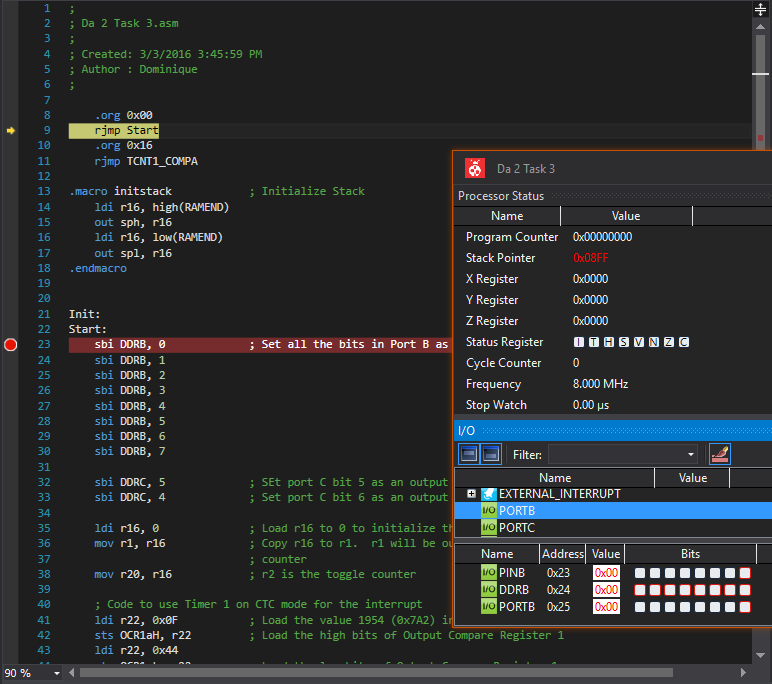 1 ;
2 ; Da 2 Task 3.asm
3 ;
4 ; Created: 3/3/2016 3:45:59 PM
5 ; Author : Dominique
6 ;
7
8 .org 0x00
9 rjmp Start
10 .org 0x16
11 rjmp TCNT1_COMPA
12
13 .macro initstack ; Initialize Stack
14 ldi r16, high(RAMEND)
15 out sph, r16
16 ldi r16, low(RAMEND)
17 out spl, r16
18 .endmacro
19
20
21 Init:
22 Start:
23 sbi DDRB, 0 ; Set all the bits in Port B as
24 sbi DDRB, 1
25 sbi DDRB, 2
26 sbi DDRB, 3
27 sbi DDRB, 4
28 sbi DDRB, 5
29 sbi DDRB, 6
30 sbi DDRB, 7
31
32 sbi DDRC, 5 ; SEt port C bit 5 as an output
33 sbi DDRC, 4 ; Set port C bit 6 as an output
34
35 ldi r16, 0 ; Load r16 to 0 to initialize th
36 mov r1, r16 ; Copy r16 to r1. r1 will be ou
37 ; counter
38 mov r20, r16 ; r2 is the toggle counter
39
40 ; Code to use Timer 1 on CTC mode for the interrupt
41 ldi r22, 0x0F ; Load the value 1954 (0x7A2) in
42 sts OCR1aH, r22 ; Load the high bits of Output Compare Register 1
43 ldi r22, 0x44
90 %
Da 2 Task 3
Processor Status
Name Value
Program Counter 0x00000000
Stack Pointer 0x08FF
X Register 0x0000
Y Register 0x0000
Z Register 0x0000
Status Register I T H S V N Z C
Cycle Counter 0
Frequency 8.000 MHz
Stop Watch 0.00 µs
I/O
Filter:
Name Value
EXTERNAL_INTERRUPT
I/O PORTB
I/O PORTC
Name Address Value Bits
I/O PINB 0x23 0x00
I/O DDRB 0x24 0x00
I/O PORTB 0x25 0x00